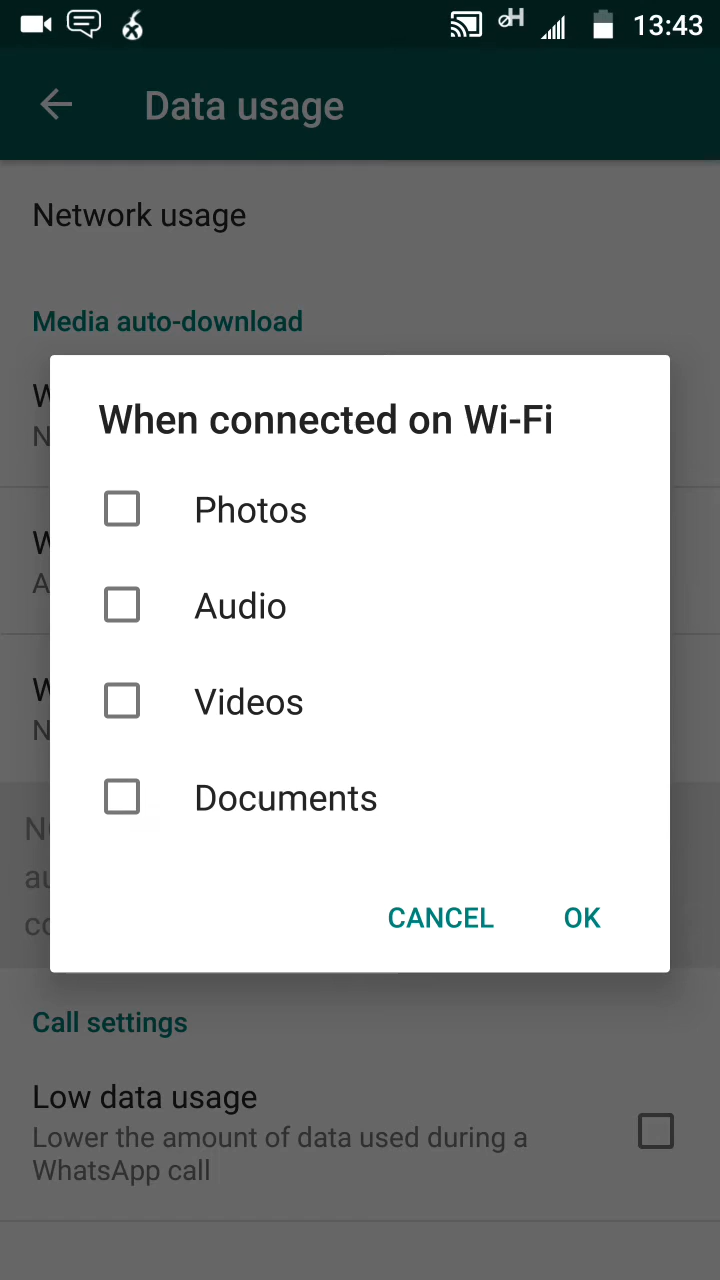 13:43
Data usage
Network usage
Media auto-download
When connected on Wi-Fi
Photos
Audio
Videos
Documents
CANCEL
OK
Call settings
Low data usage
Lower the amount of data used during a
WhatsApp call